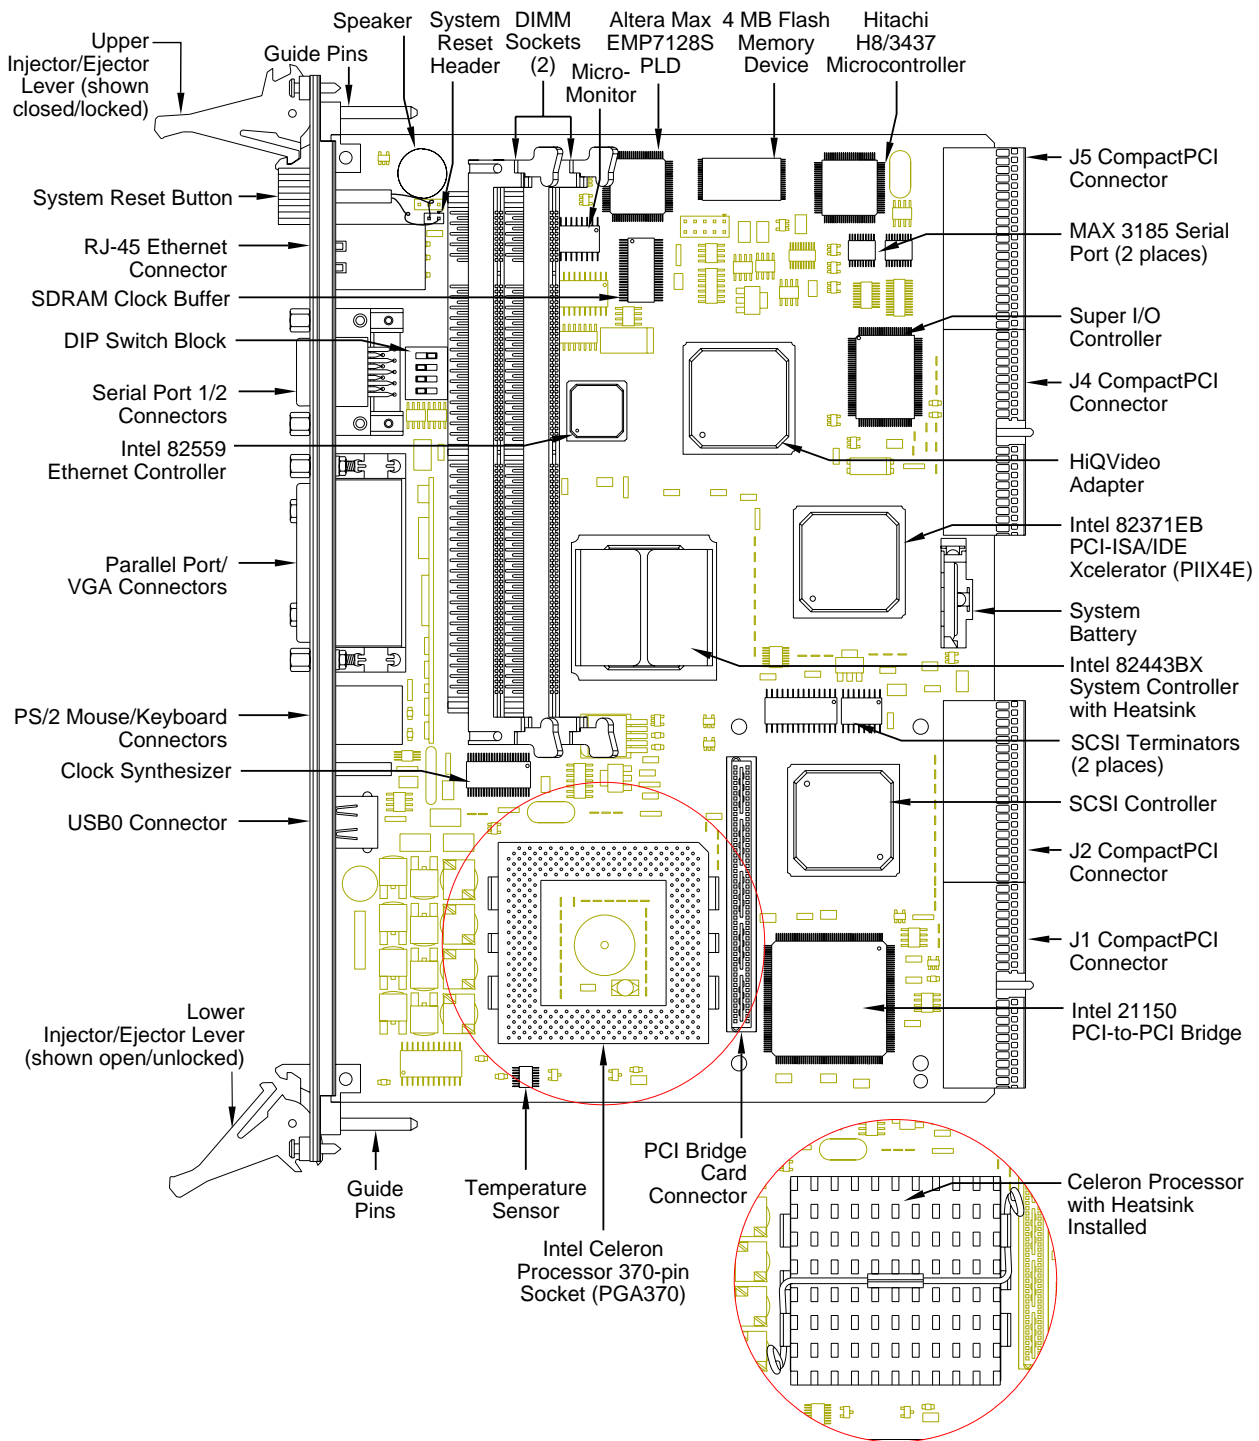 Upper
Injector/Ejector
Lever (shown
closed/locked)
Guide Pins
Speaker
System
Reset
Header
DIMM
Sockets
(2)
Micro-
Monitor
Altera Max
EMP7128S
PLD
4 MB Flash
Memory
Device
Hitachi
H8/3437
Microcontroller
System Reset Button
RJ-45 Ethernet
Connector
SDRAM Clock Buffer
DIP Switch Block
Serial Port 1/2
Connectors
Intel 82559
Ethernet Controller
Parallel Port/
VGA Connectors
PS/2 Mouse/Keyboard
Connectors
Clock Synthesizer
USB0 Connector
Lower
Injector/Ejector Lever
(shown open/unlocked)
J5 CompactPCI
Connector
MAX 3185 Serial
Port (2 places)
Super I/O
Controller
J4 CompactPCI
Connector
HiQVideo
Adapter
Intel 82371EB
PCI-ISA/IDE
Xcelerator (PIIX4E)
System
Battery
Intel 82443BX
System Controller
with Heatsink
SCSI Terminators
(2 places)
SCSI Controller
J2 CompactPCI
Connector
J1 CompactPCI
Connector
Intel 21150
PCI-to-PCI Bridge
Guide
Pins
Temperature
Sensor
Intel Celeron
Processor 370-pin
Socket (PGA370)
PCI Bridge
Card
Connector
Celeron Processor
with Heatsink
Installed